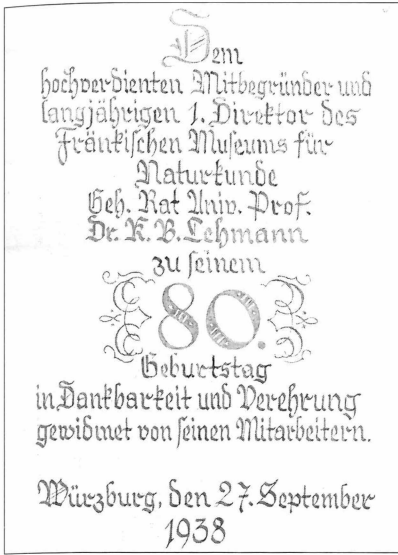 Dem
hochverdienten Mitbegründer und
langjährigen 1. Direktor des
Fränkischen Museums für
Naturkunde
Geh. Rat Univ. Prof.
Dr. K. B. Lehmann
zu seinem
80.
Geburtstag
in Dankbarkeit und Verehrung
gewidmet von seinen Mitarbeitern.
Würzburg, den 27. September
1938